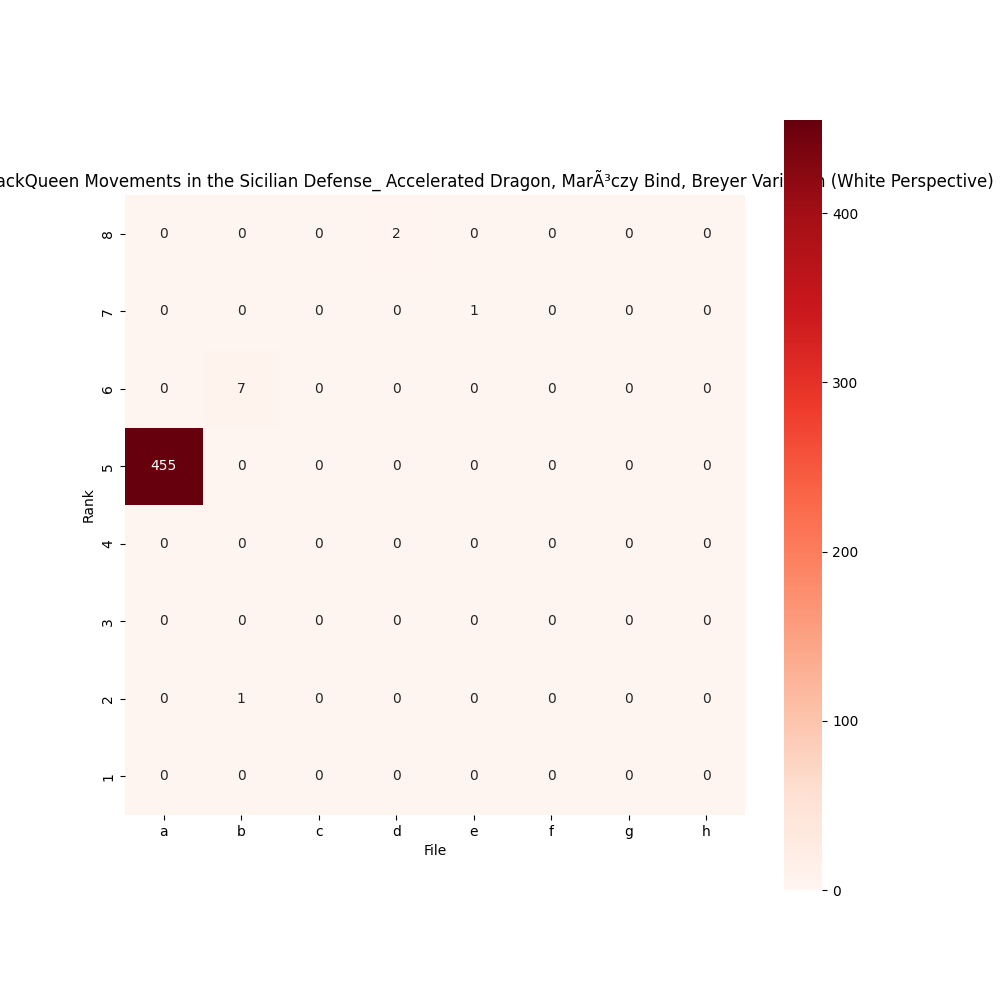 ackQueen Movements in the Sicilian Defense_ Accelerated Dragon, MarÃ³czy Bind, Breyer Vari n (White Perspective)
8 0 0 0 2 0 0 0 0
7 0 0 0 0 1 0 0 0
6 0 7 0 0 0 0 0 0
5 455 0 0 0 0 0 0 0
4 0 0 0 0 0 0 0 0
3 0 0 0 0 0 0 0 0
2 0 1 0 0 0 0 0 0
1 0 0 0 0 0 0 0 0
a b c d e f g h
File
Rank
400
300
200
100
0